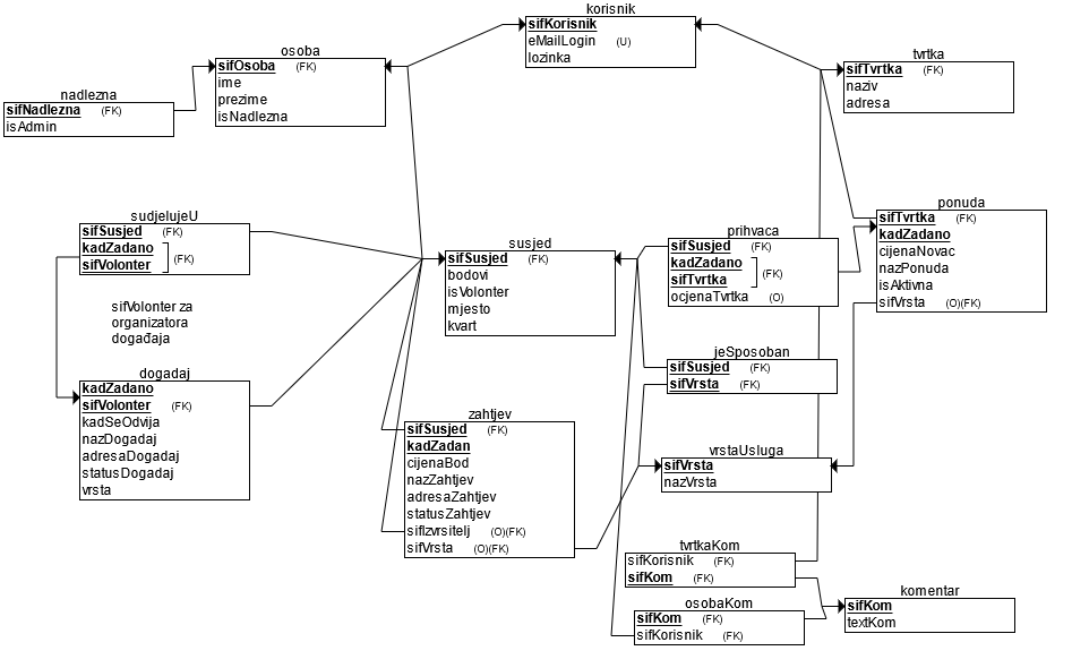 korisnik
sifKorisnik
eMailLogin (U)
lozinka
osoba
sifOsoba (FK)
ime
prezime
isNadlezna
tvrtka
sifTvrtka (FK)
naziv
adresa
nadlezna
sifNadlezna (FK)
isAdmin
sudjelujeU
sifSusjed (FK)
kadZadano
sifVolonter (FK)
sifVolonter za
organizatora
događaja
susjed
sifSusjed (FK)
bodovi
isVolonter
mjesto
kvart
prihvaca
sifSusjed (FK)
kadZadano
sifTvrtka (FK)
ocjenaTvrtka (O)
ponuda
sifTvrtka (FK)
kadZadano
cijenaNovac
nazPonuda
isAktivna
sifVrsta (O)(FK)
jeSposoban
sifSusjed (FK)
sifVrsta (FK)
dogadaj
kadZadano
sifVolonter (FK)
kadSeOdvija
nazDogadaj
adresaDogadaj
statusDogadaj
vrsta
zahtjev
sifSusjed (FK)
kadZadan
cijenaBod
nazZahtjev
adresaZahtjev
statusZahtjev
sifIzvrsitelj (O)(FK)
sifVrsta (O)(FK)
vrstaUsluga
sifVrsta
nazVrsta
tvrtkaKom
sifKorisnik (FK)
sifKom (FK)
osobaKom
sifKom (FK)
sifKorisnik (FK)
komentar
sifKom
textKom